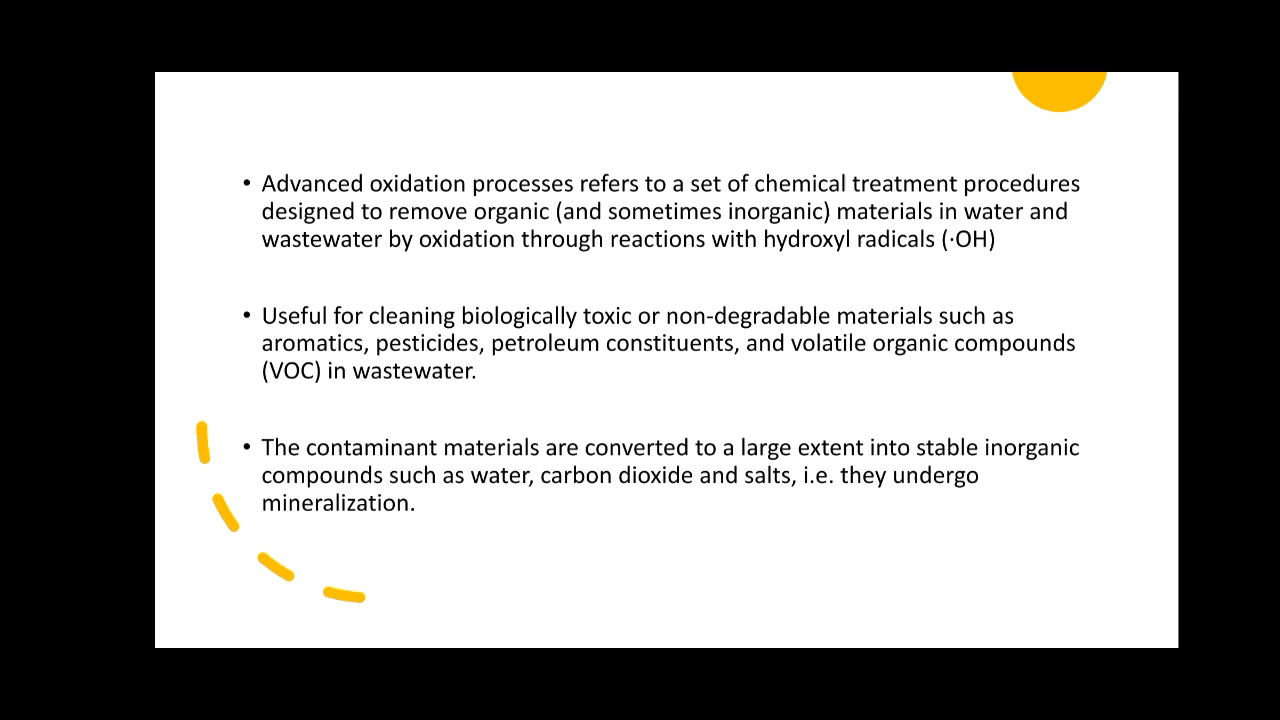 • Advanced oxidation processes refers to a set of chemical treatment procedures
designed to remove organic (and sometimes inorganic) materials in water and
wastewater by oxidation through reactions with hydroxyl radicals (·OH)
• Useful for cleaning biologically toxic or non-degradable materials such as
aromatics, pesticides, petroleum constituents, and volatile organic compounds
(VOC) in wastewater.
• The contaminant materials are converted to a large extent into stable inorganic
compounds such as water, carbon dioxide and salts, i.e. they undergo
mineralization.